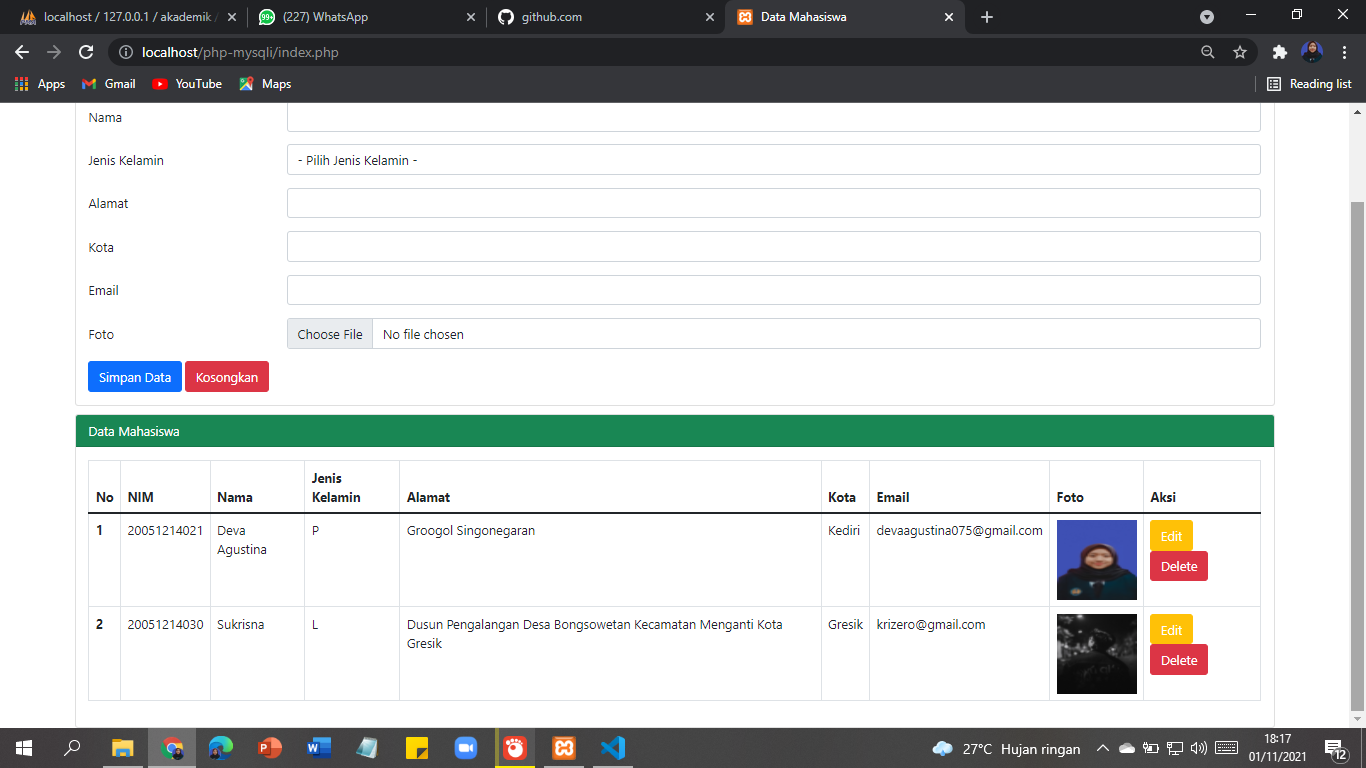 localhost / 127.0.0.1 / akademik /
(227) WhatsApp
github.com
Data Mahasiswa
localhost/php-mysqli/index.php
Apps
Gmail
YouTube
Maps
Reading list
Nama
Jenis Kelamin
- Pilih Jenis Kelamin -
Alamat
Kota
Email
Foto
Choose File
No file chosen
Simpan Data
Kosongkan
Data Mahasiswa
No
NIM
Nama
Jenis
Kelamin
Alamat
Kota
Email
Foto
Aksi
1
20051214021
Deva
Agustina
P
Groogol Singonegaran
Kediri
devaagustina075@gmail.com
Edit
Delete
2
20051214030
Sukrisna
L
Dusun Pengalangan Desa Bongsowetan Kecamatan Menganti Kota
Gresik
Gresik
krizero@gmail.com
Edit
Delete
27°C Hujan ringan
18:17
01/11/2021
12